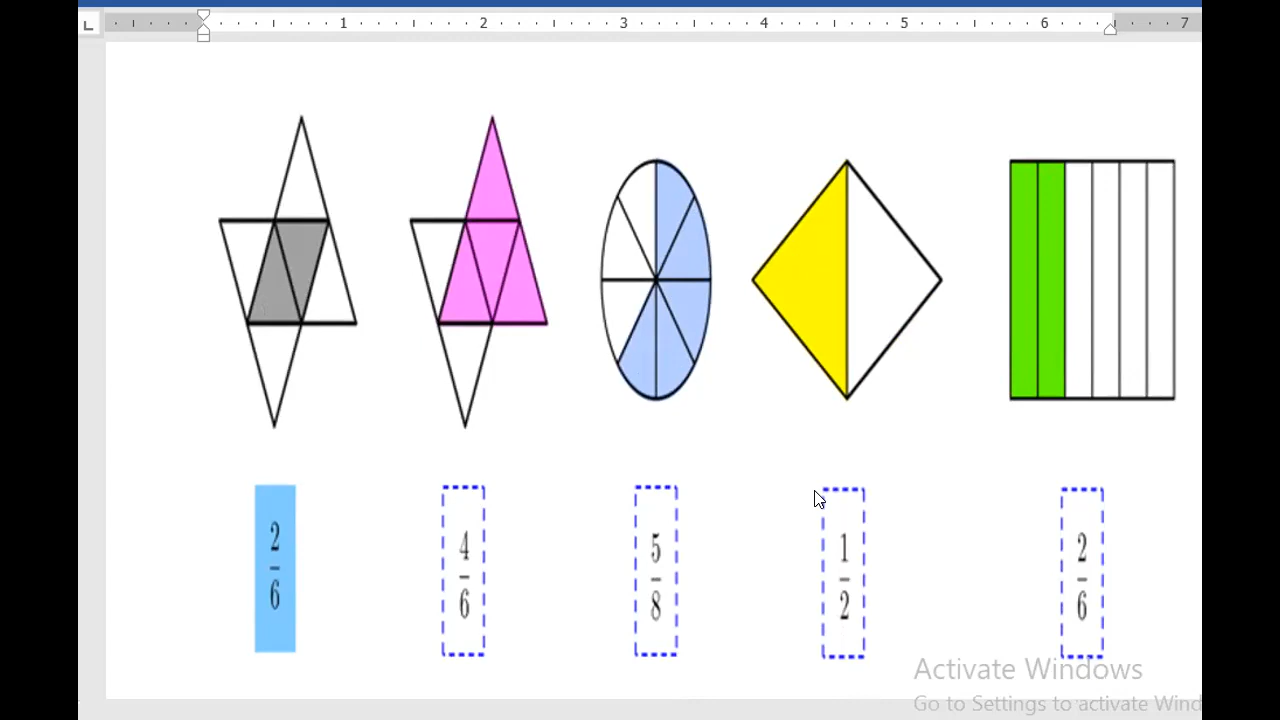 1 2 3 4 5 6 7
2/6 4/6 5/8 1/2 2/6
Activate Windows
Go to Settings to activate Wind